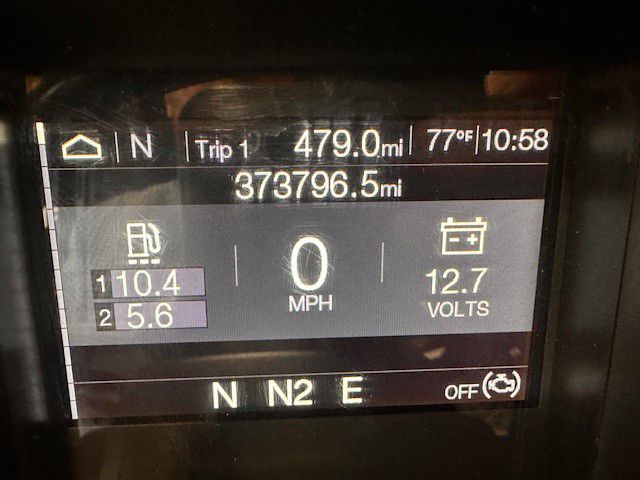 N Trip 1 479.0mi 77°F 10:58
373796.5mi
1 10.4
2 5.6
0
MPH
12.7
VOLTS
N N2 E OFF